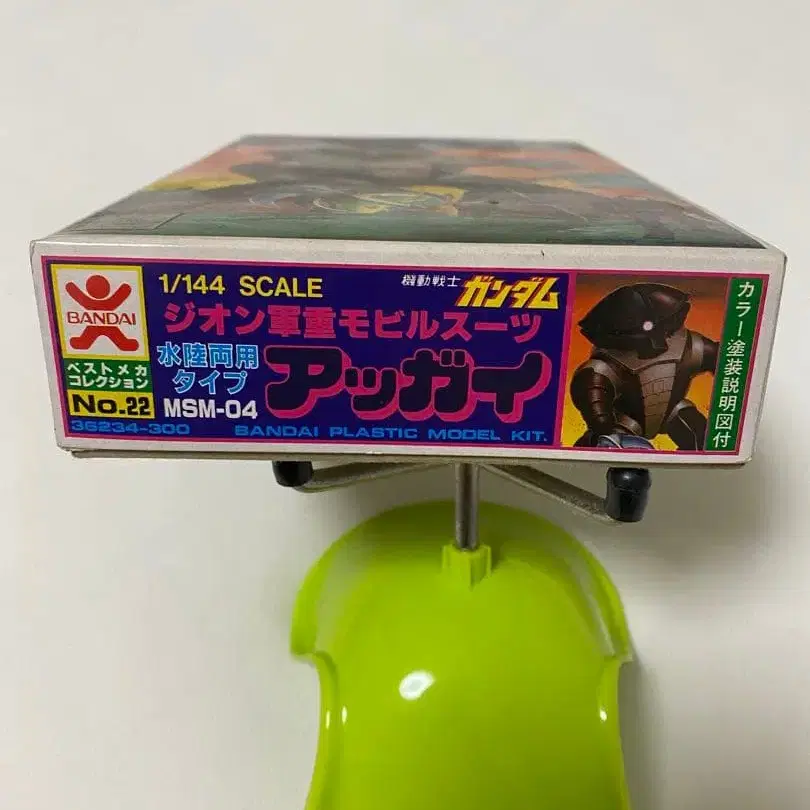 BANDAI
ベストメカ
コレクション
No.22
36234-300
1/144 SCALE
機動戦士
ガンダム
ジオン軍重モビルスーツ
水陸両用
タイプ
MSM-04
アッガイ
BANDAI PLASTIC MODEL KIT.
カラー塗装説明図付